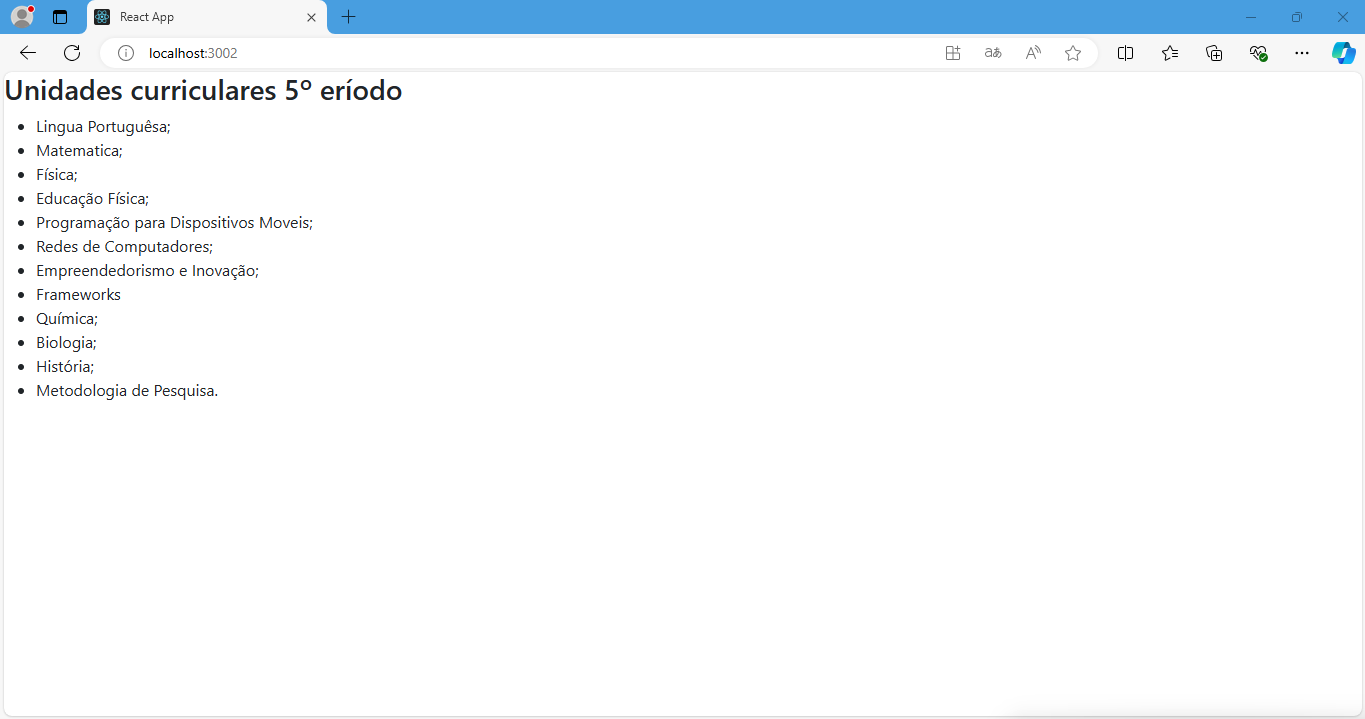 React App
localhost:3002
Unidades curriculares 5º eríodo
Lingua Portuguêsa;
Matematica;
Física;
Educação Física;
Programação para Dispositivos Moveis;
Redes de Computadores;
Empreendedorismo e Inovação;
Frameworks
Química;
Biologia;
História;
Metodologia de Pesquisa.